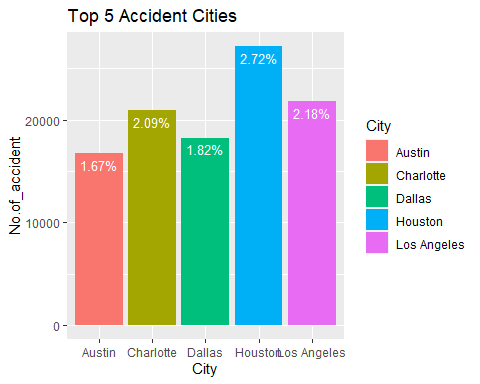 Top 5 Accident Cities
No.of_accident
20000
10000
0
1.67%
2.09%
1.82%
2.72%
2.18%
Austin
Charlotte
Dallas
Houston
Los Angeles
City
City
Austin
Charlotte
Dallas
Houston
Los Angeles